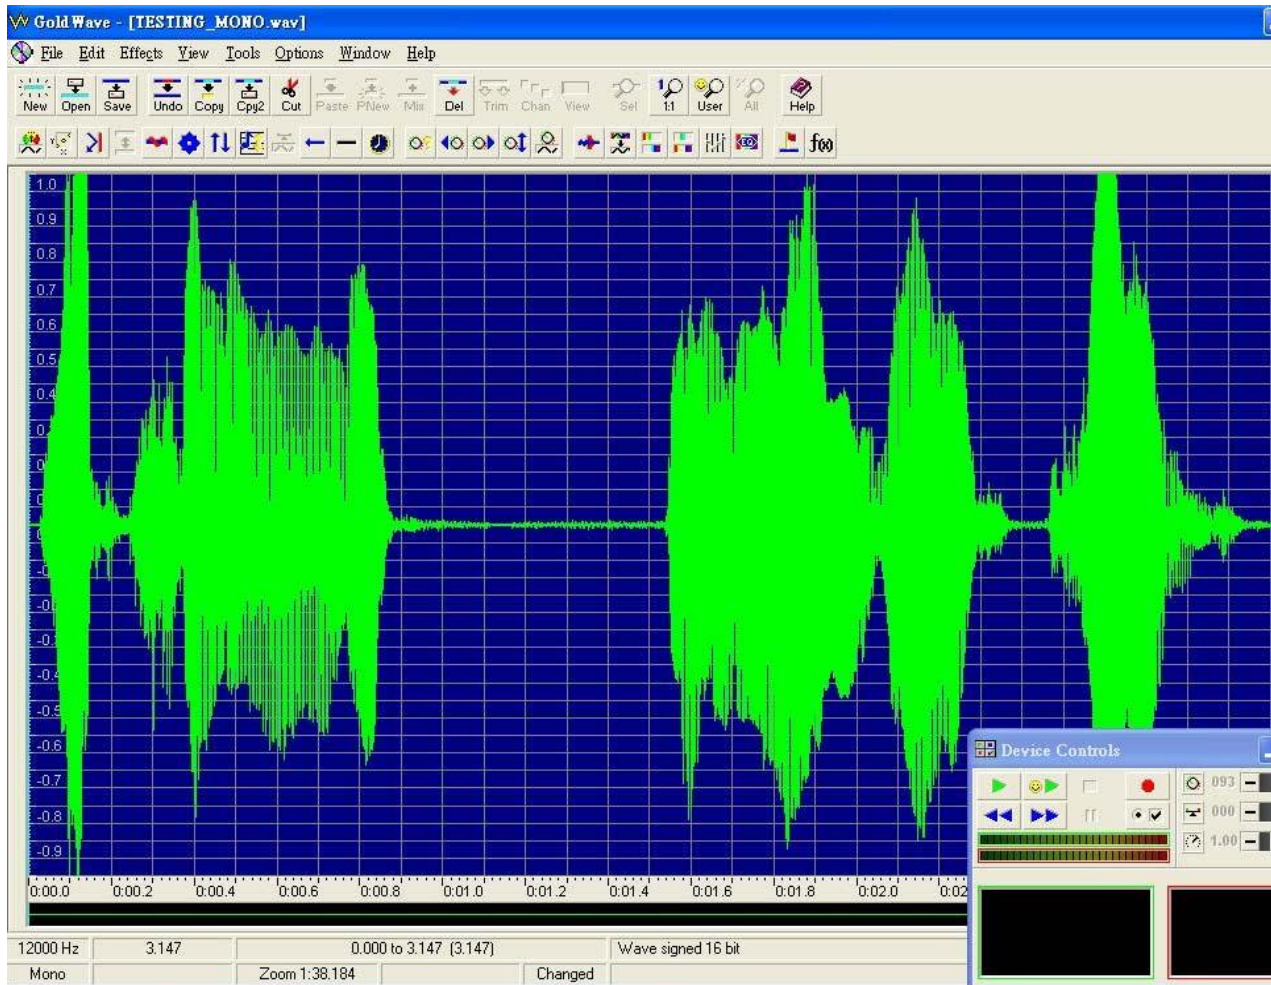 GoldWave - [TESTING_MONO.wav]
File Edit Effects View Tools Options Window Help
New Open Save Undo Copy Cpy2 Cut Paste PNew Mix Del Trim Chan View Sel 1:1 User All Help
EQ f(x)
1.0
0.9
0.8
0.7
0.6
0.5
0.4
-0.4
-0.5
-0.6
-0.7
-0.8
-0.9
0:00.0 0:00.2 0:00.4 0:00.6 0:00.8 0:01.0 0:01.2 0:01.4 0:01.6 0:01.8 0:02.0 0:02
Device Controls
093
000
1.00
12000 Hz 3.147 0.000 to 3.147 (3.147) Wave signed 16 bit
Mono Zoom 1:38.184 Changed